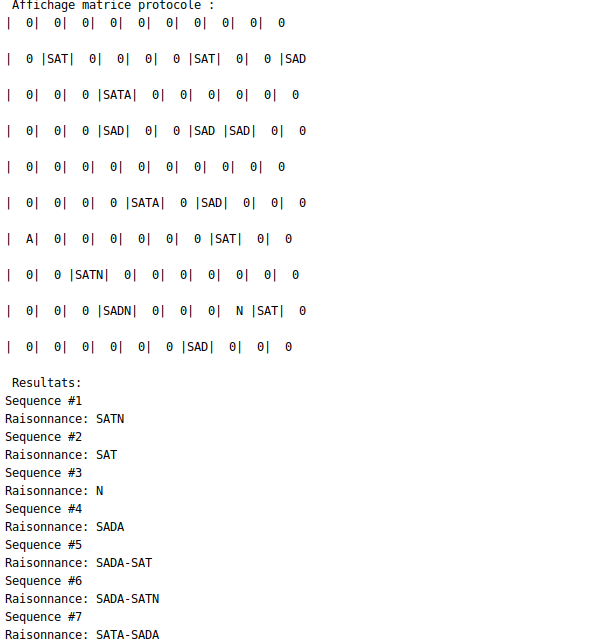 Affichage matrice protocole :
|  0|  0|  0|  0|  0|  0|  0|  0|  0|  0
|  0 |SAT|  0|  0|  0|  0 |SAT|  0|  0 |SAD
|  0|  0|  0 |SATA|  0|  0|  0|  0|  0|  0
|  0|  0|  0 |SAD|  0|  0 |SAD |SAD|  0|  0
|  0|  0|  0|  0|  0|  0|  0|  0|  0|  0
|  0|  0|  0|  0 |SATA|  0 |SAD|  0|  0|  0
|  A|  0|  0|  0|  0|  0|  0 |SAT|  0|  0
|  0|  0 |SATN|  0|  0|  0|  0|  0|  0|  0
|  0|  0|  0 |SADN|  0|  0|  0|  N |SAT|  0
|  0|  0|  0|  0|  0|  0 |SAD|  0|  0|  0
Resultats:
Sequence #1
Raisonnance: SATN
Sequence #2
Raisonnance: SAT
Sequence #3
Raisonnance: N
Sequence #4
Raisonnance: SADA
Sequence #5
Raisonnance: SADA-SAT
Sequence #6
Raisonnance: SADA-SATN
Sequence #7
Raisonnance: SATA-SADA